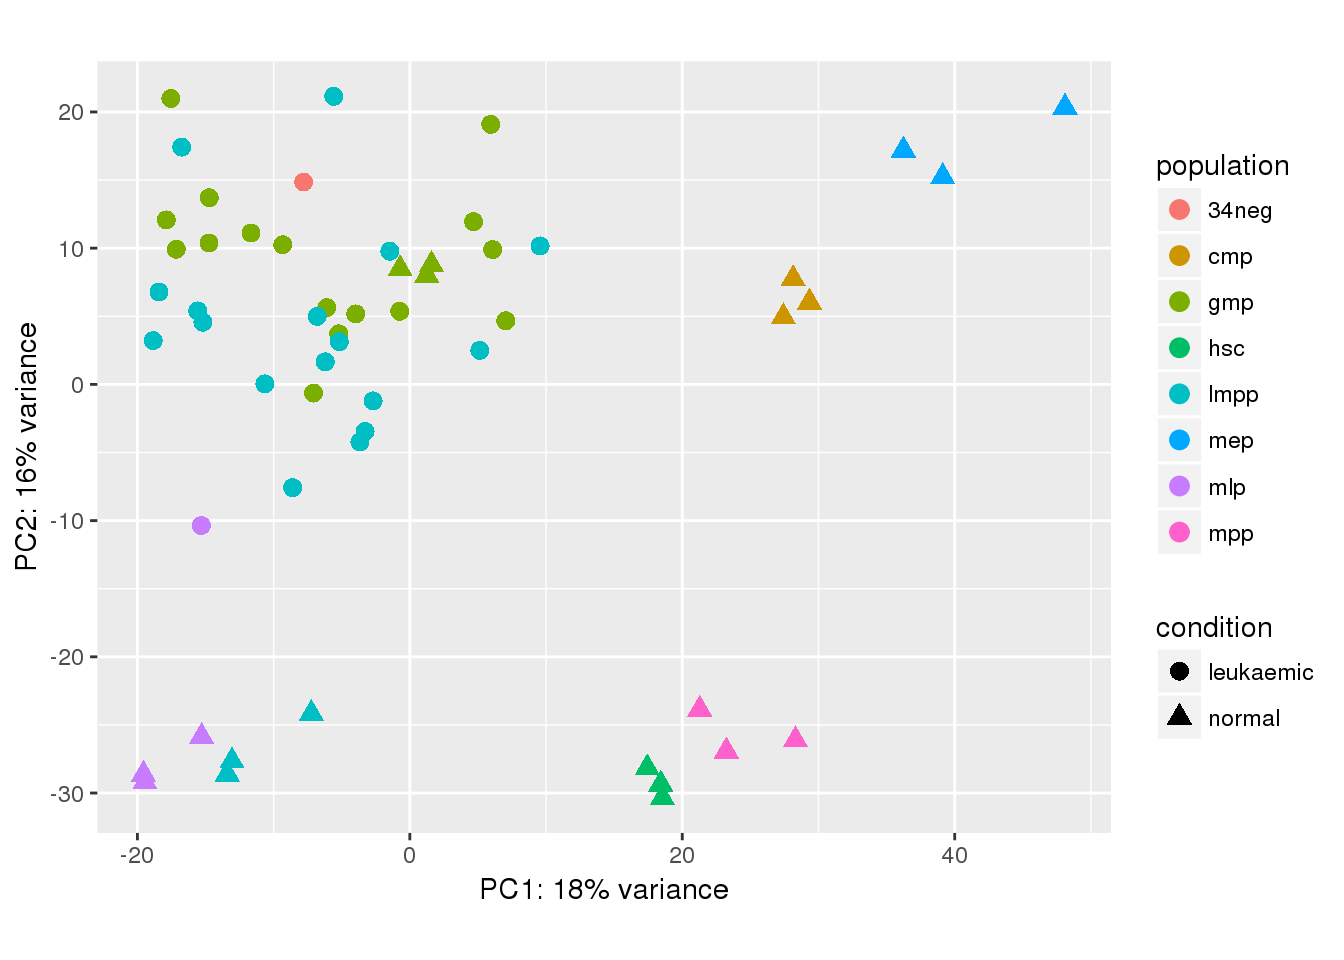 20
10
0
-10
-20
-30
PC2: 16% variance
-20
0
20
40
PC1: 18% variance
population
34neg
cmp
gmp
hsc
lmpp
mep
mlp
mpp
condition
leukaemic
normal